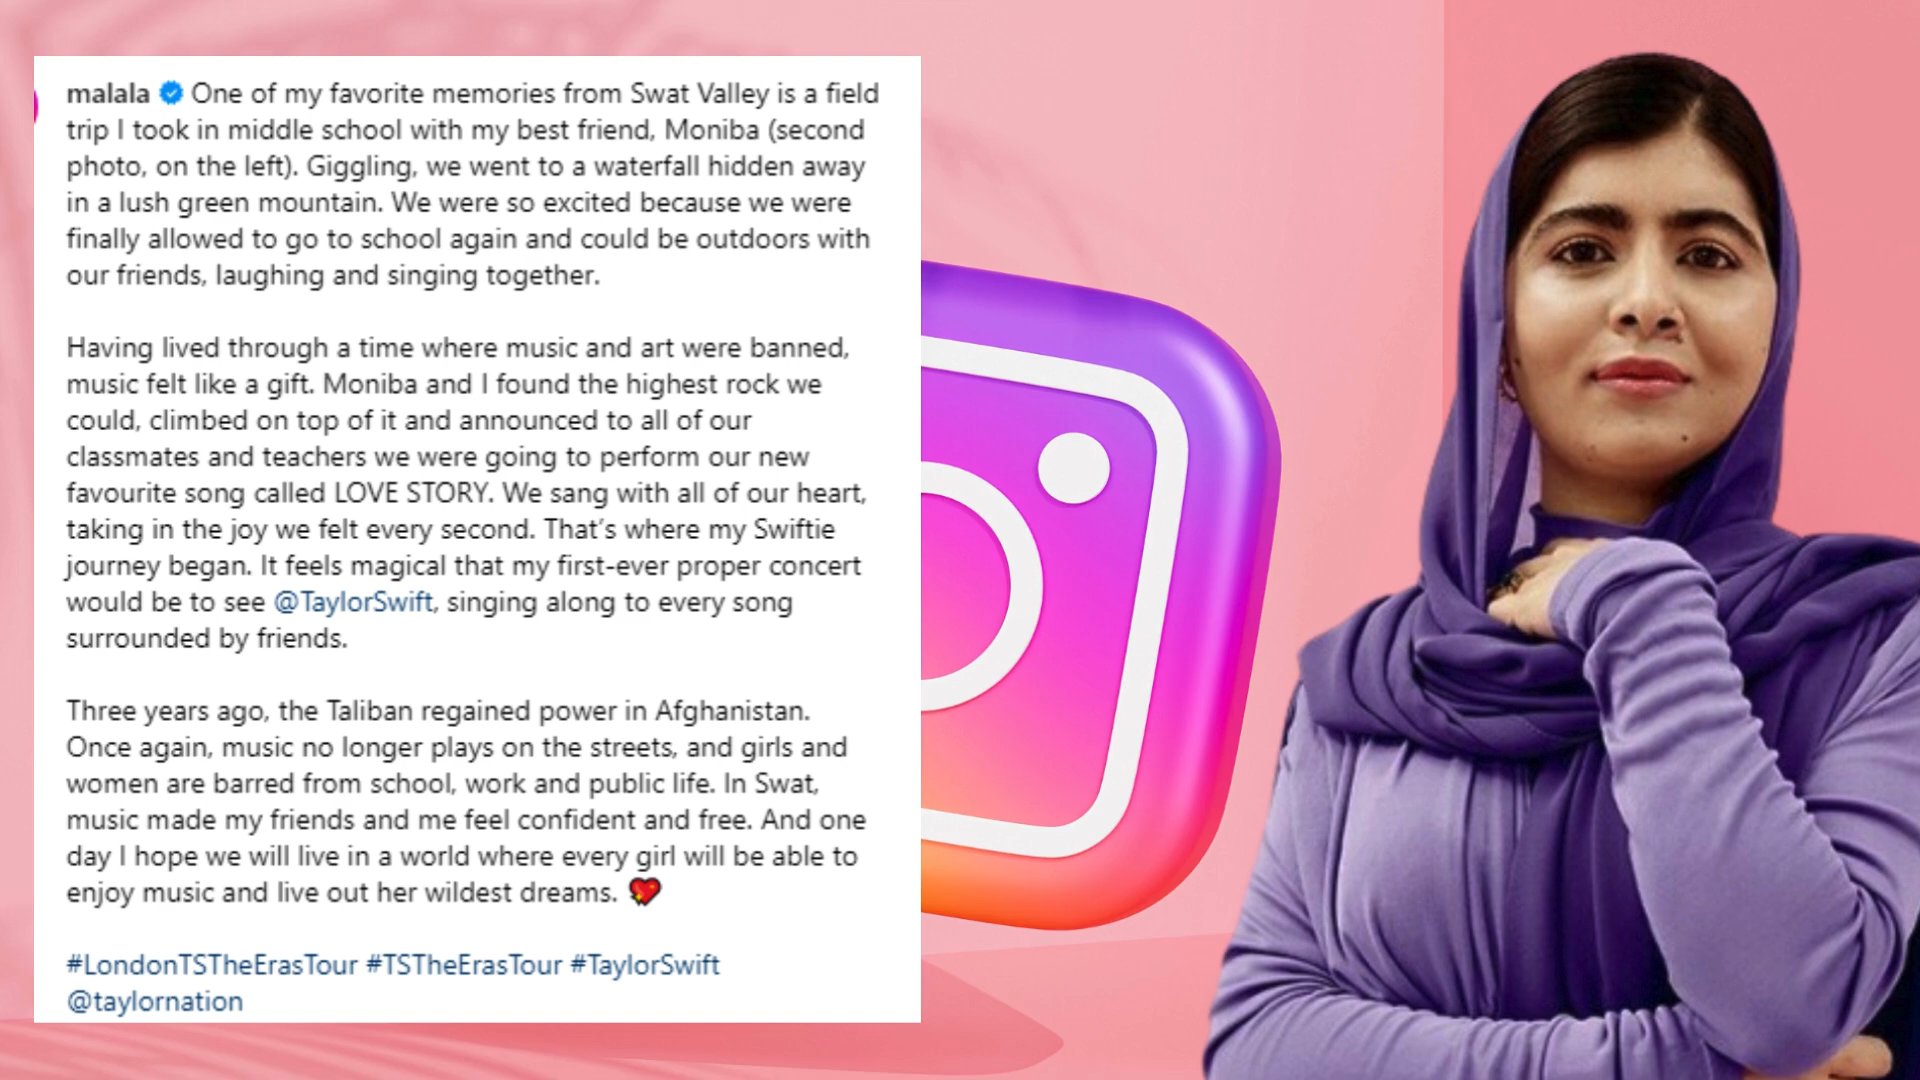 malala One of my favorite memories from Swat Valley is a field
trip I took in middle school with my best friend, Moniba (second
photo, on the left). Giggling, we went to a waterfall hidden away
in a lush green mountain. We were so excited because we were
finally allowed to go to school again and could be outdoors with
our friends, laughing and singing together.
Having lived through a time where music and art were banned,
music felt like a gift. Moniba and I found the highest rock we
could, climbed on top of it and announced to all of our
classmates and teachers we were going to perform our new
favourite song called LOVE STORY. We sang with all of our heart,
taking in the joy we felt every second. That’s where my Swiftie
journey began. It feels magical that my first-ever proper concert
would be to see @TaylorSwift, singing along to every song
surrounded by friends.
Three years ago, the Taliban regained power in Afghanistan.
Once again, music no longer plays on the streets, and girls and
women are barred from school, work and public life. In Swat,
music made my friends and me feel confident and free. And one
day I hope we will live in a world where every girl will be able to
enjoy music and live out her wildest dreams. 💖
#LondonTSTheErasTour #TSTheErasTour #TaylorSwift
@taylornation